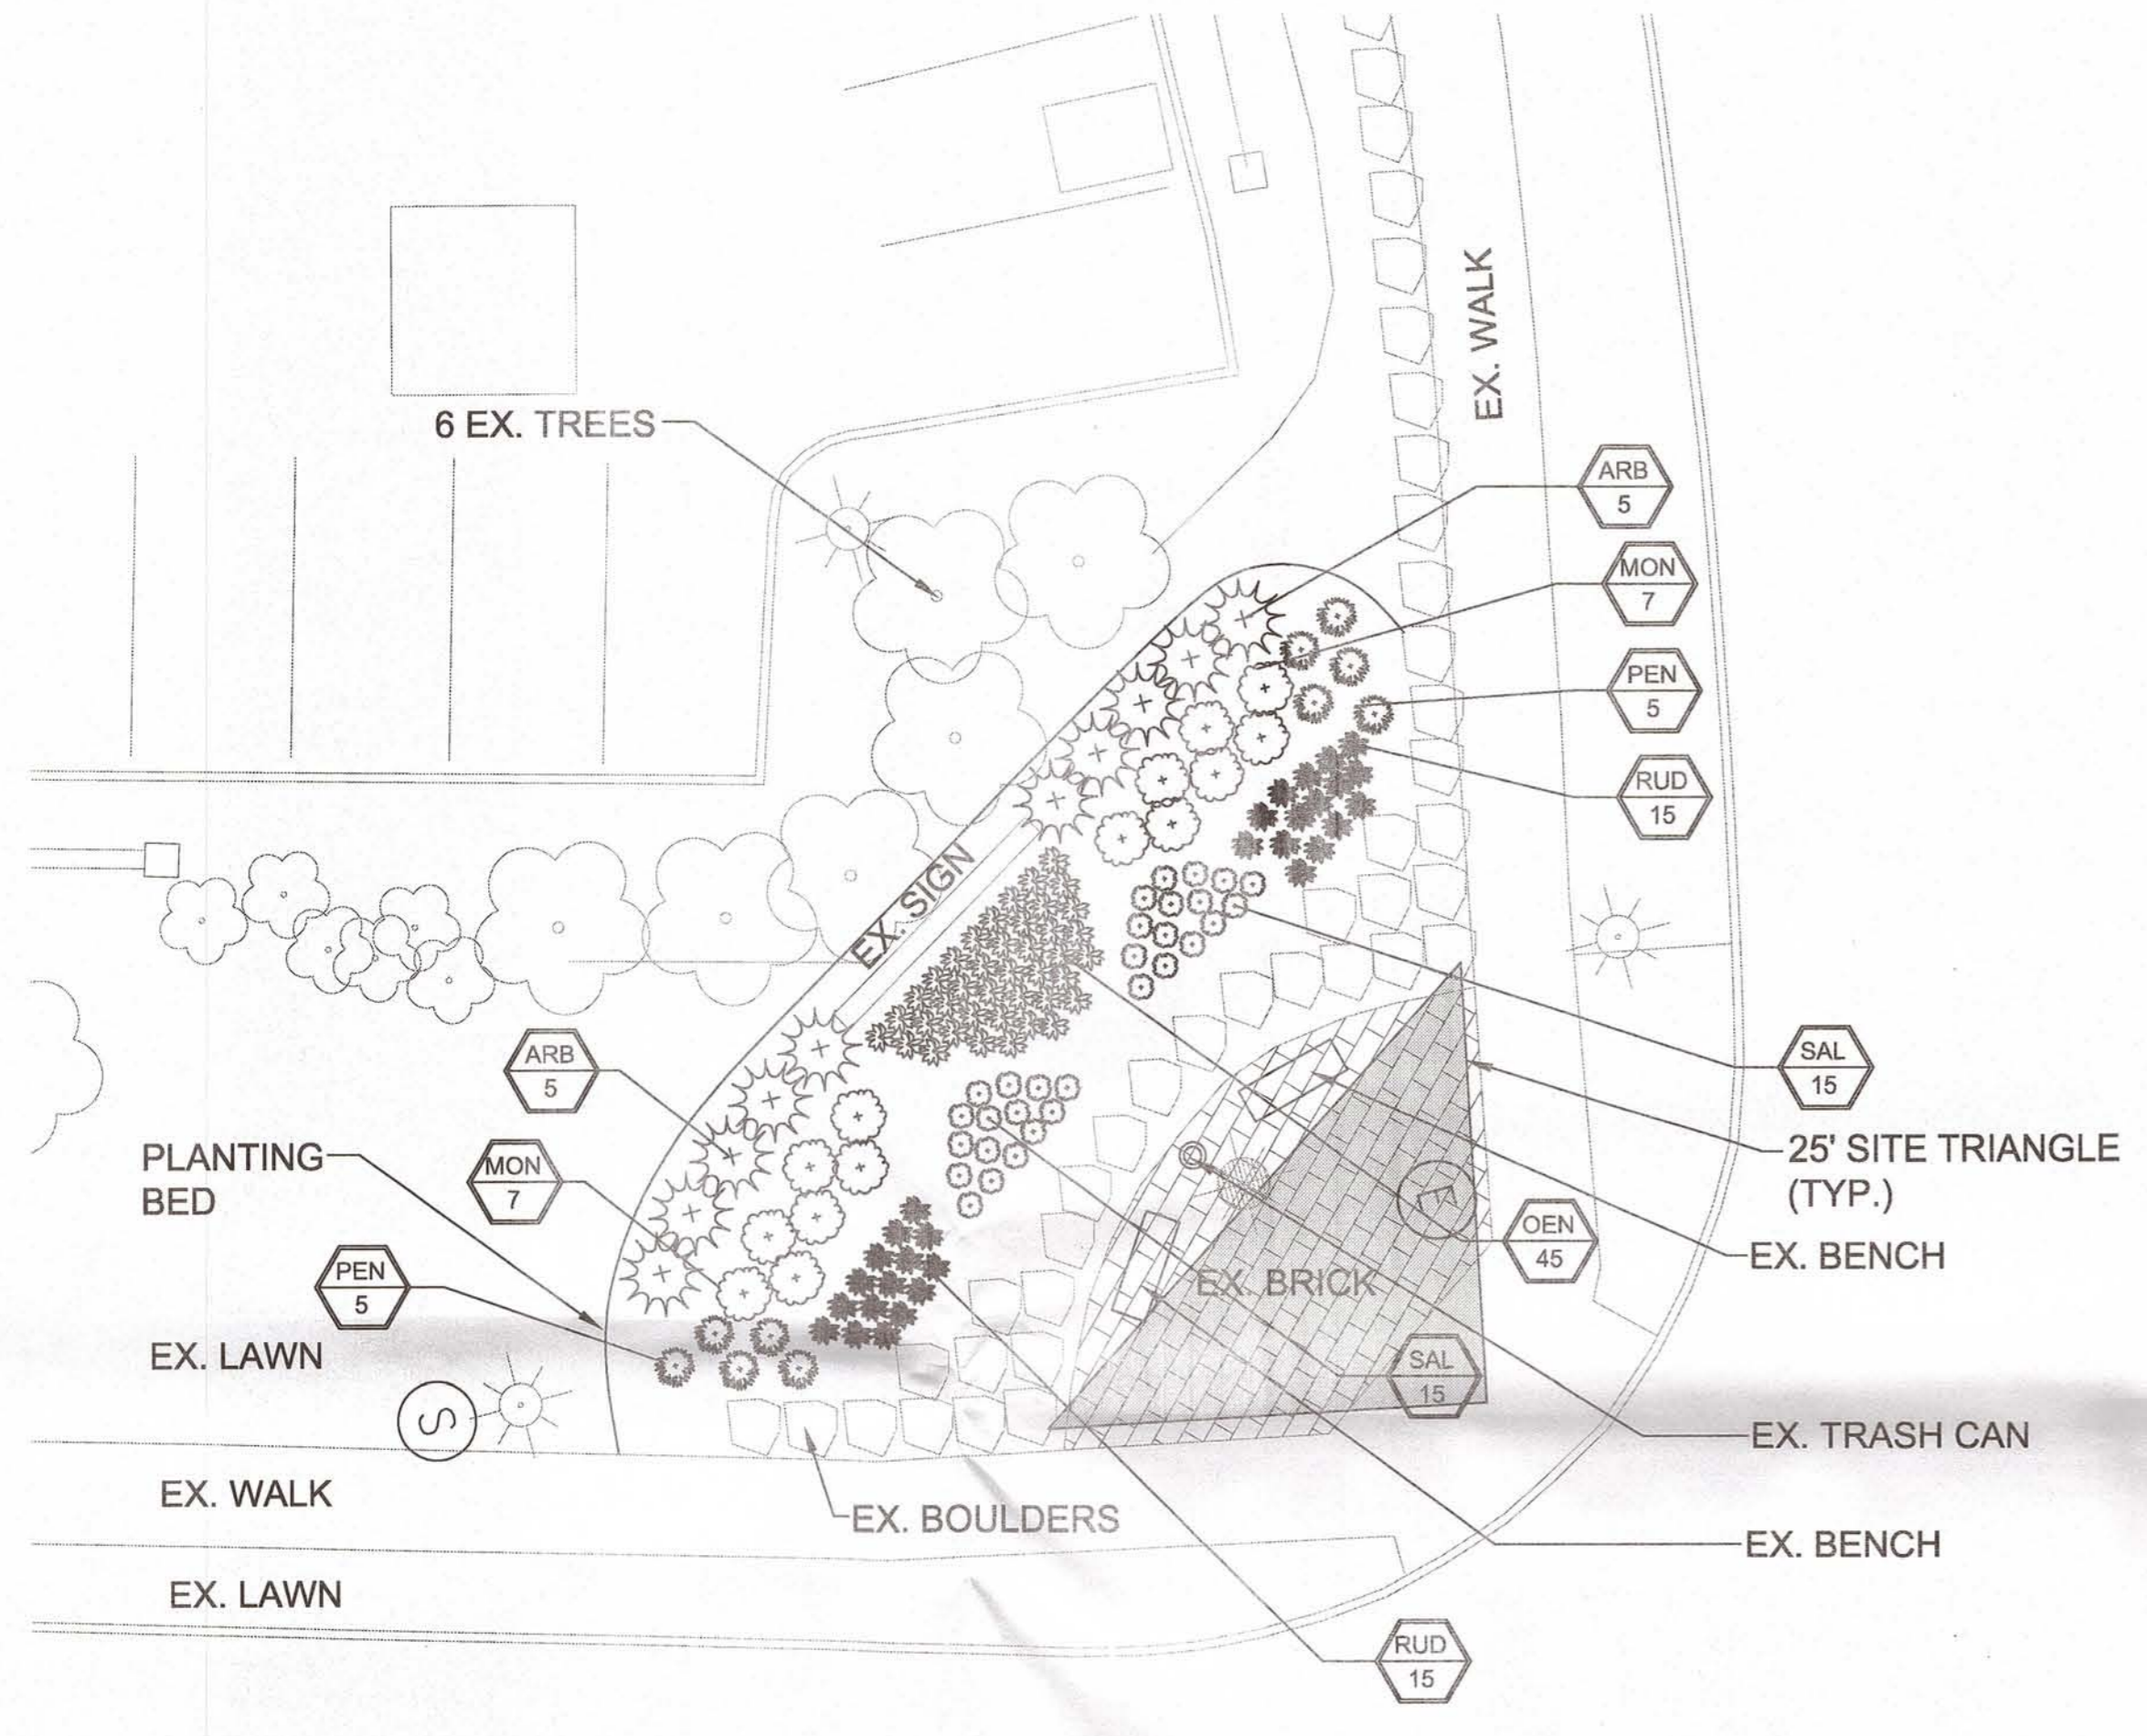 EX. WALK
6 EX. TREES
ARB
5
MON
7
PEN
5
RUD
15
EX. SIGN
ARB
5
SAL
15
PLANTING
BED
MON
7
25' SITE TRIANGLE
(TYP.)
E
OEN
45
EX. BENCH
PEN
5
EX. BRICK
EX. LAWN
SAL
15
S
EX. TRASH CAN
EX. WALK
EX. BOULDERS
EX. BENCH
EX. LAWN
RUD
15